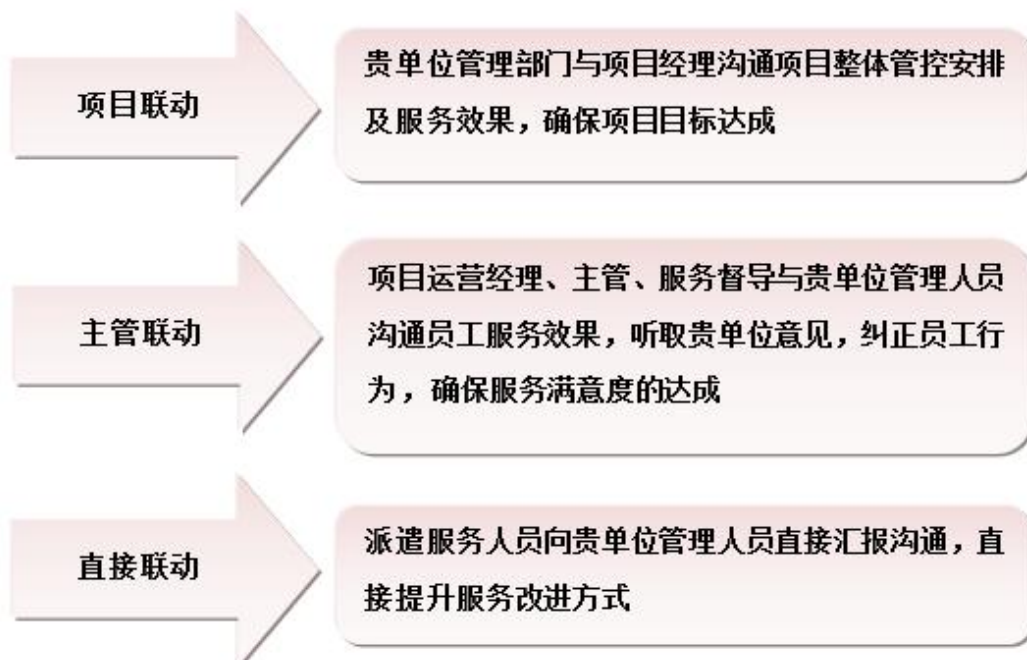 项目联动
贵单位管理部门与项目经理沟通项目整体管控安排
及服务效果，确保项目目标达成
主管联动
项目运营经理、主管、服务督导与贵单位管理人员
沟通员工服务效果，听取贵单位意见，纠正员工行
为，确保服务满意度的达成
直接联动
派遣服务人员向贵单位管理人员直接汇报沟通，直
接提升服务改进方式